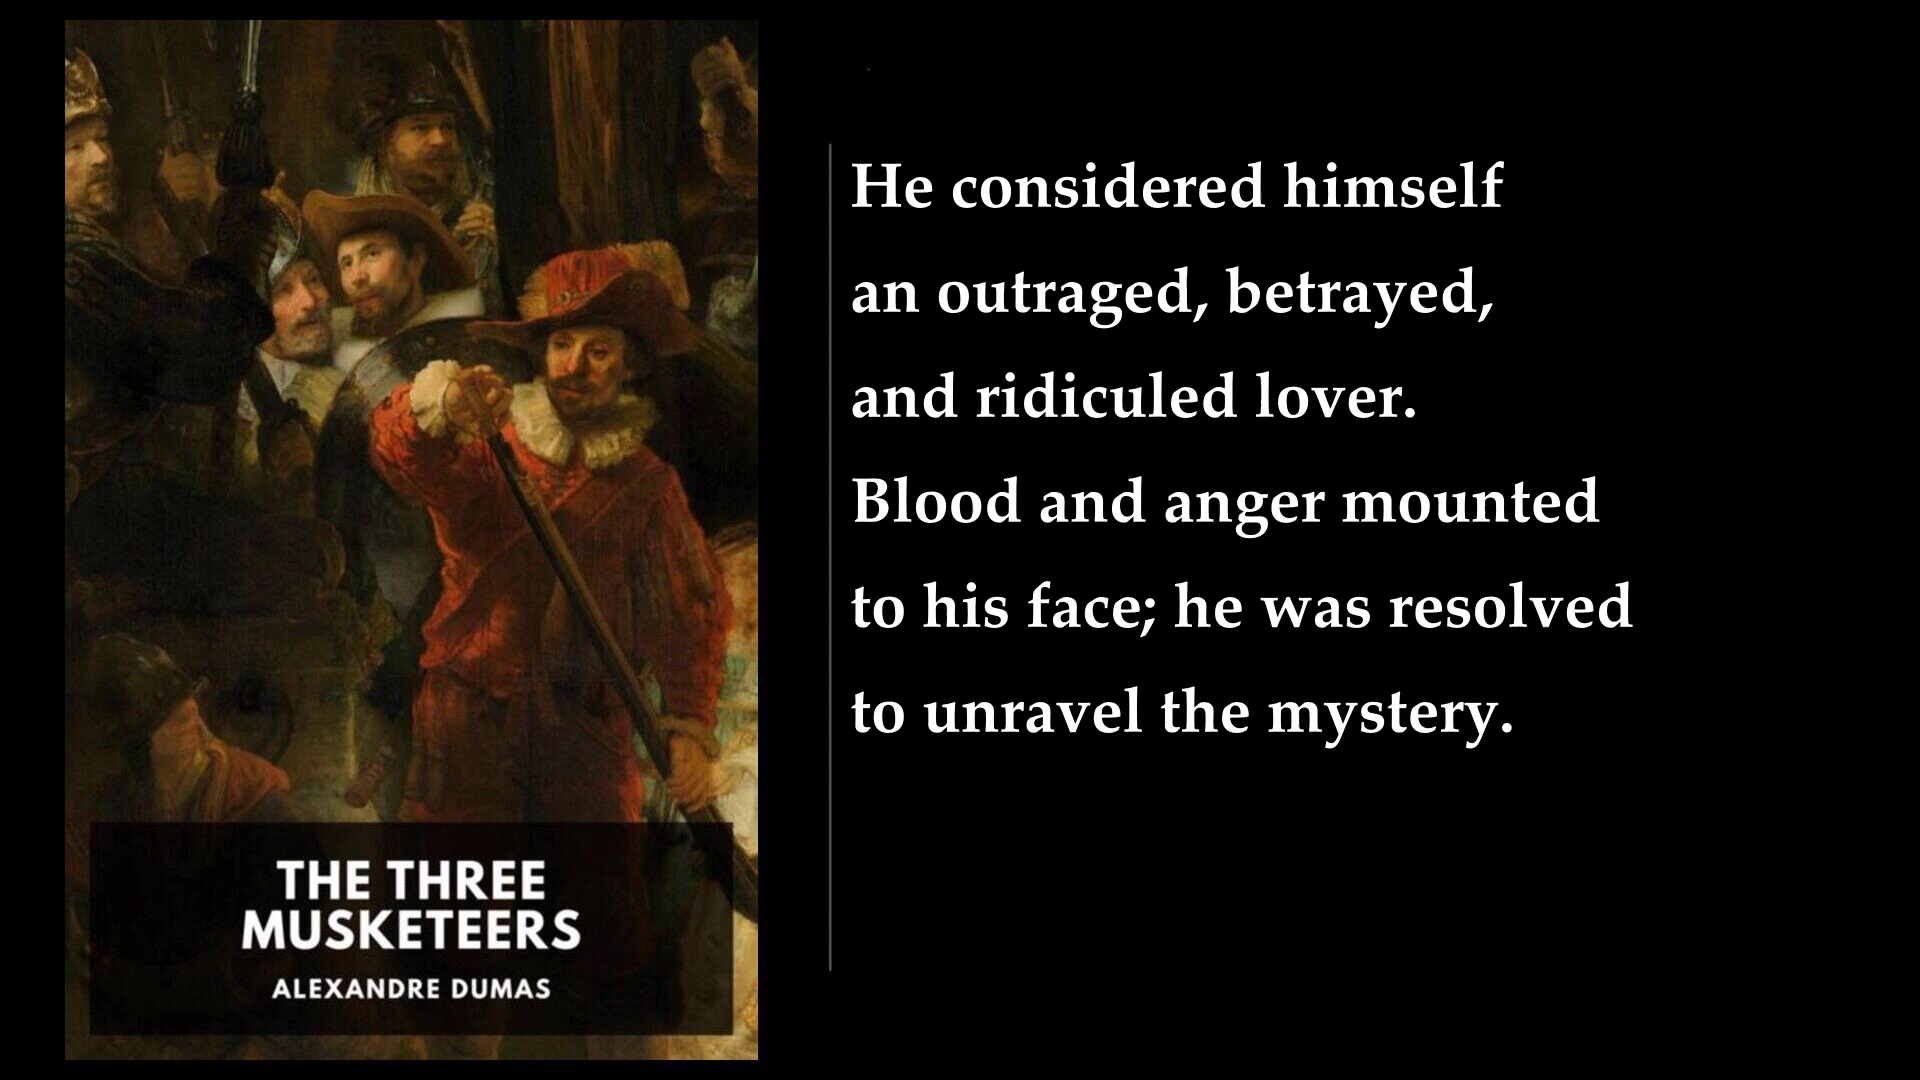 THE THREE
MUSKETEERS
ALEXANDRE DUMAS
He considered himself
an outraged, betrayed,
and ridiculed lover.
Blood and anger mounted
to his face; he was resolved
to unravel the mystery.